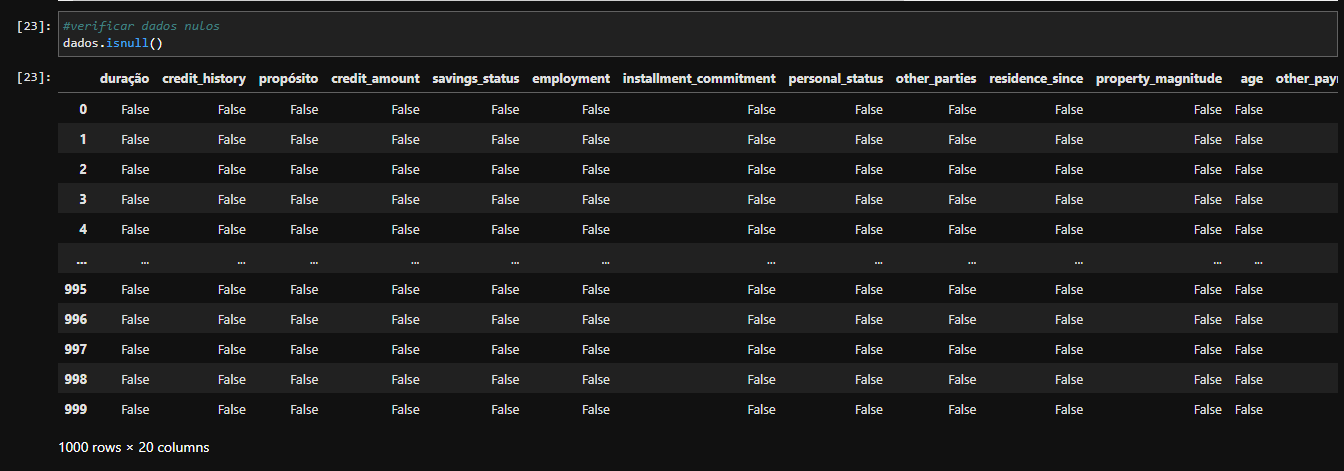 [23]: #verificar dados nulos
dados.isnull()
[23]:
duração credit_history propósito credit_amount savings_status employment installment_commitment personal_status other_parties residence_since property_magnitude age other_payr
0 False False False False False False False False False False False False
1 False False False False False False False False False False False False
2 False False False False False False False False False False False False
3 False False False False False False False False False False False False
4 False False False False False False False False False False False False
... ... ... ... ... ... ... ... ... ... ... ... ...
995 False False False False False False False False False False False False
996 False False False False False False False False False False False False
997 False False False False False False False False False False False False
998 False False False False False False False False False False False False
999 False False False False False False False False False False False False
1000 rows × 20 columns